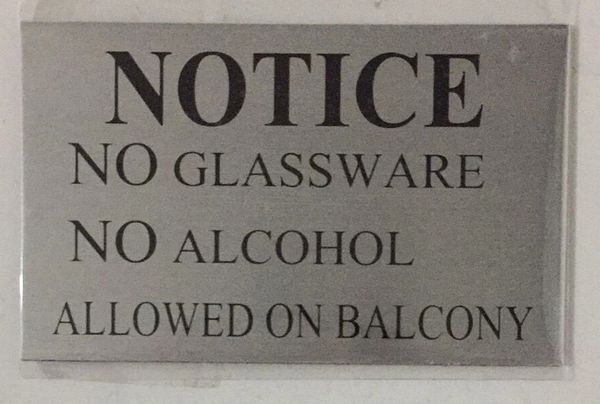 NOTICE
NO GLASSWARE
NO ALCOHOL
ALLOWED ON BALCONY